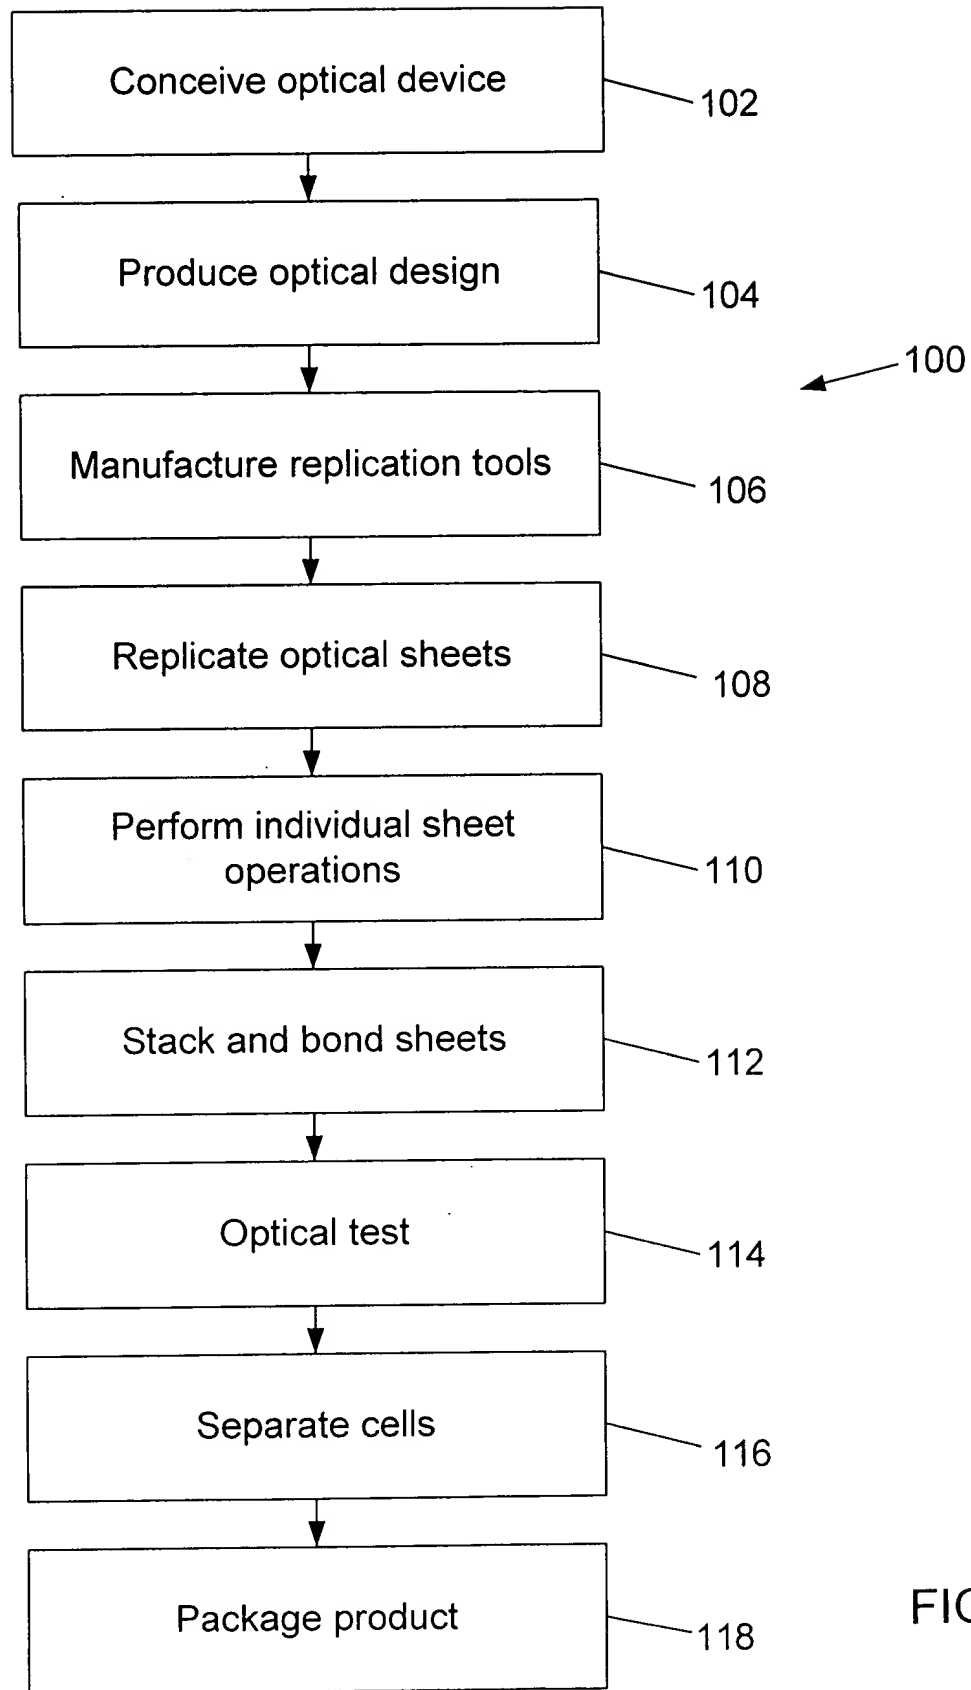 Conceive optical device
102
Produce optical design
104
100
Manufacture replication tools
106
Replicate optical sheets
108
Perform individual sheet
operations
110
Stack and bond sheets
112
Optical test
114
Separate cells
116
Package product
118